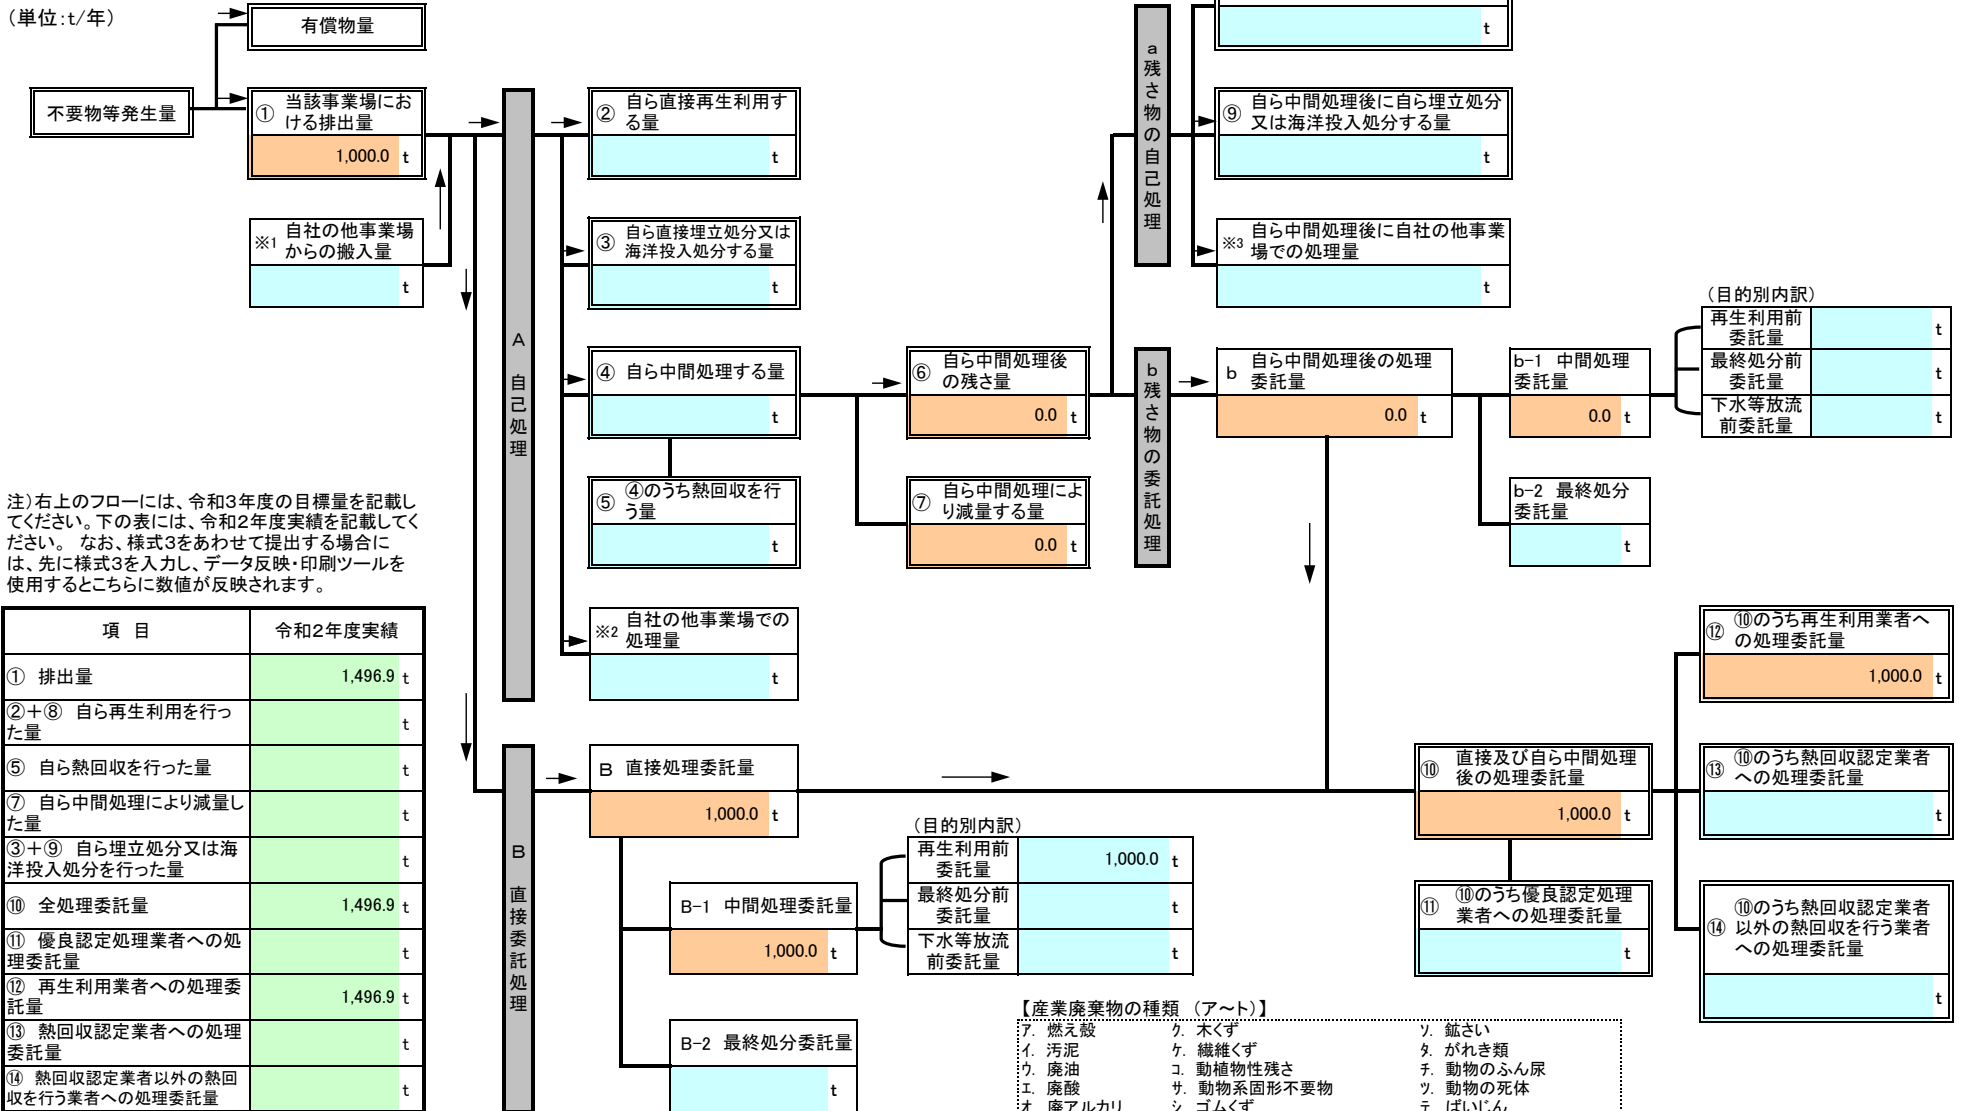 （単位：t/年）
有償物量
不要物等発生量
① 当該事業場にお
ける排出量
1,000.0 t
※1 自社の他事業場
からの搬入量
t
A 自己処理
② 自ら直接再生利用す
る量
t
③ 自ら直接埋立処分又は
海洋投入処分する量
t
④ 自ら中間処理する量
t
⑤ ④のうち熱回収を行
う量
t
※2 自社の他事業場での
処理量
t
⑥ 自ら中間処理後
の残さ量
0.0 t
⑦ 自ら中間処理によ
り減量する量
0.0 t
a 残さ物の自己処理
t
⑨ 自ら中間処理後に自ら埋立処分
又は海洋投入処分する量
t
※3 自ら中間処理後に自社の他事業
場での処理量
t
b 残さ物の委託処理
b 自ら中間処理後の処理
委託量
0.0 t
b-1 中間処理
委託量
0.0 t
（目的別内訳）
再生利用前
委託量
t
最終処分前
委託量
t
下水等放流
前委託量
t
b-2 最終処分
委託量
t
注）右上のフローには、令和３年度の目標量を記載し
てください。下の表には、令和２年度実績を記載してく
ださい。 なお、様式３をあわせて提出する場合に
は、先に様式３を入力し、データ反映・印刷ツールを
使用するとこちらに数値が反映されます。
項 目 令和２年度実績
① 排出量 1,496.9 t
②＋⑧ 自ら再生利用を行っ
た量
t
⑤ 自ら熱回収を行った量 t
⑦ 自ら中間処理により減量し
た量
t
③＋⑨ 自ら埋立処分又は海
洋投入処分を行った量
t
⑩ 全処理委託量 1,496.9 t
⑪ 優良認定処理業者への処
理委託量
t
⑫ 再生利用業者への処理委
託量
1,496.9 t
⑬ 熱回収認定業者への処理
委託量
t
⑭ 熱回収認定業者以外の熱回
収を行う業者への処理委託量
t
B 直接委託処理
B 直接処理委託量
1,000.0 t
B-1 中間処理委託量
1,000.0 t
（目的別内訳）
再生利用前
委託量
1,000.0 t
最終処分前
委託量
t
下水等放流
前委託量
t
B-2 最終処分委託量
t
⑩ 直接及び自ら中間処理
後の処理委託量
1,000.0 t
⑪ ⑩のうち優良認定処理
業者への処理委託量
t
⑫ ⑩のうち再生利用業者へ
の処理委託量
1,000.0 t
⑬ ⑩のうち熱回収認定業者
への処理委託量
t
⑭ ⑩のうち熱回収認定業者
以外の熱回収を行う業者
への処理委託量
t
【産業廃棄物の種類 （ア～ト）】
ｱ. 燃え殻 ｸ. 木くず ｿ. 鉱さい
ｲ. 汚泥 ｹ. 繊維くず ﾀ. がれき類
ｳ. 廃油 ｺ. 動植物性残さ ﾁ. 動物のふん尿
ｴ. 廃酸 ｻ. 動物系固形不要物 ﾂ. 動物の死体
ｵ. 廃アルカリ ｼ. ゴムくず ﾃ. ばいじん